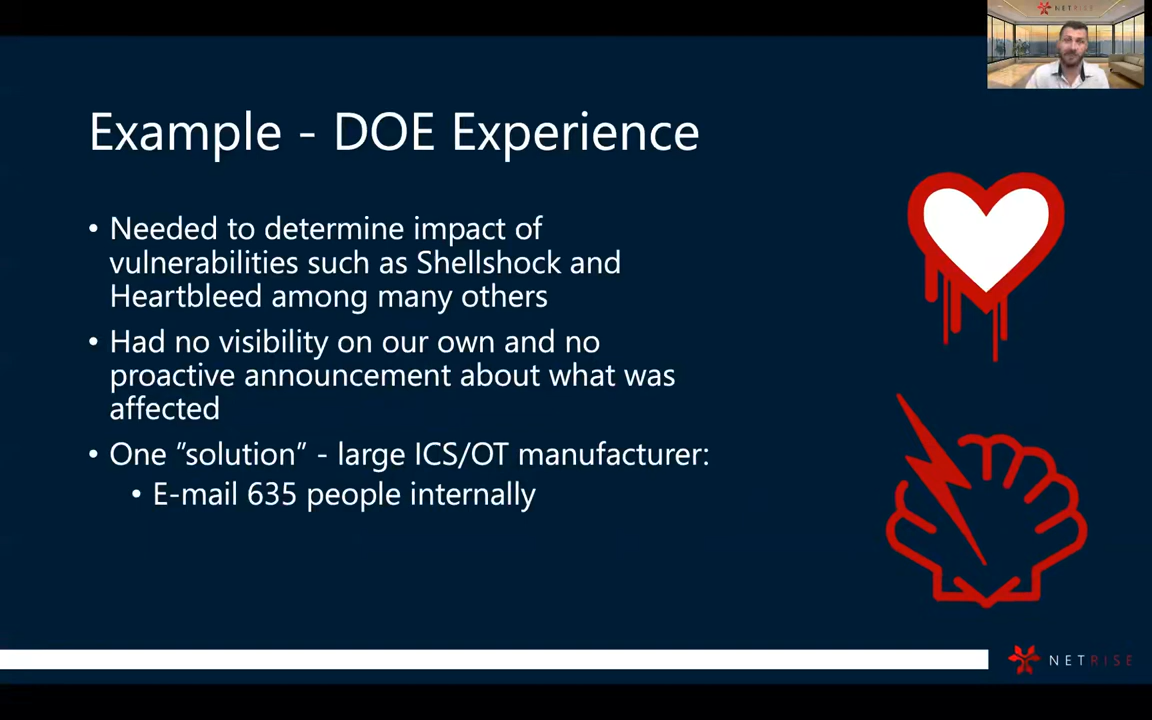 NETRISE
Example - DOE Experience
• Needed to determine impact of
vulnerabilities such as Shellshock and
Heartbleed among many others
• Had no visibility on our own and no
proactive announcement about what was
affected
• One "solution" - large ICS/OT manufacturer:
• E-mail 635 people internally
NETRISE